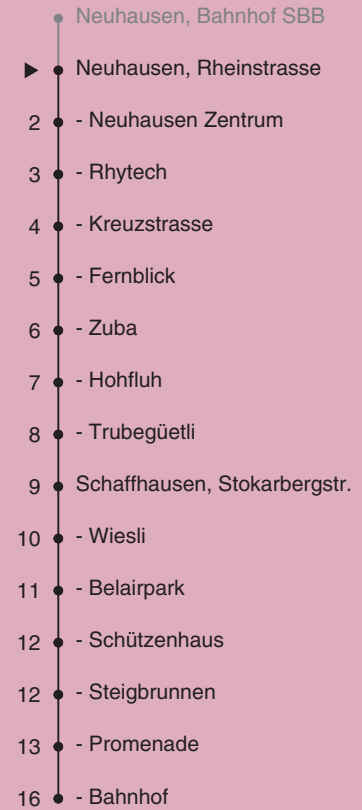 Neuhausen, Bahnhof SBB
Neuhausen, Rheinstrasse
2 - Neuhausen Zentrum
3 - Rhytech
4 - Kreuzstrasse
5 - Fernblick
6 - Zuba
7 - Hohfluh
8 - Trubegüetli
9 Schaffhausen, Stokarbergstr.
10 - Wiesli
11 - Belairpark
12 - Schützenhaus
12 - Steigbrunnen
13 - Promenade
16 - Bahnhof